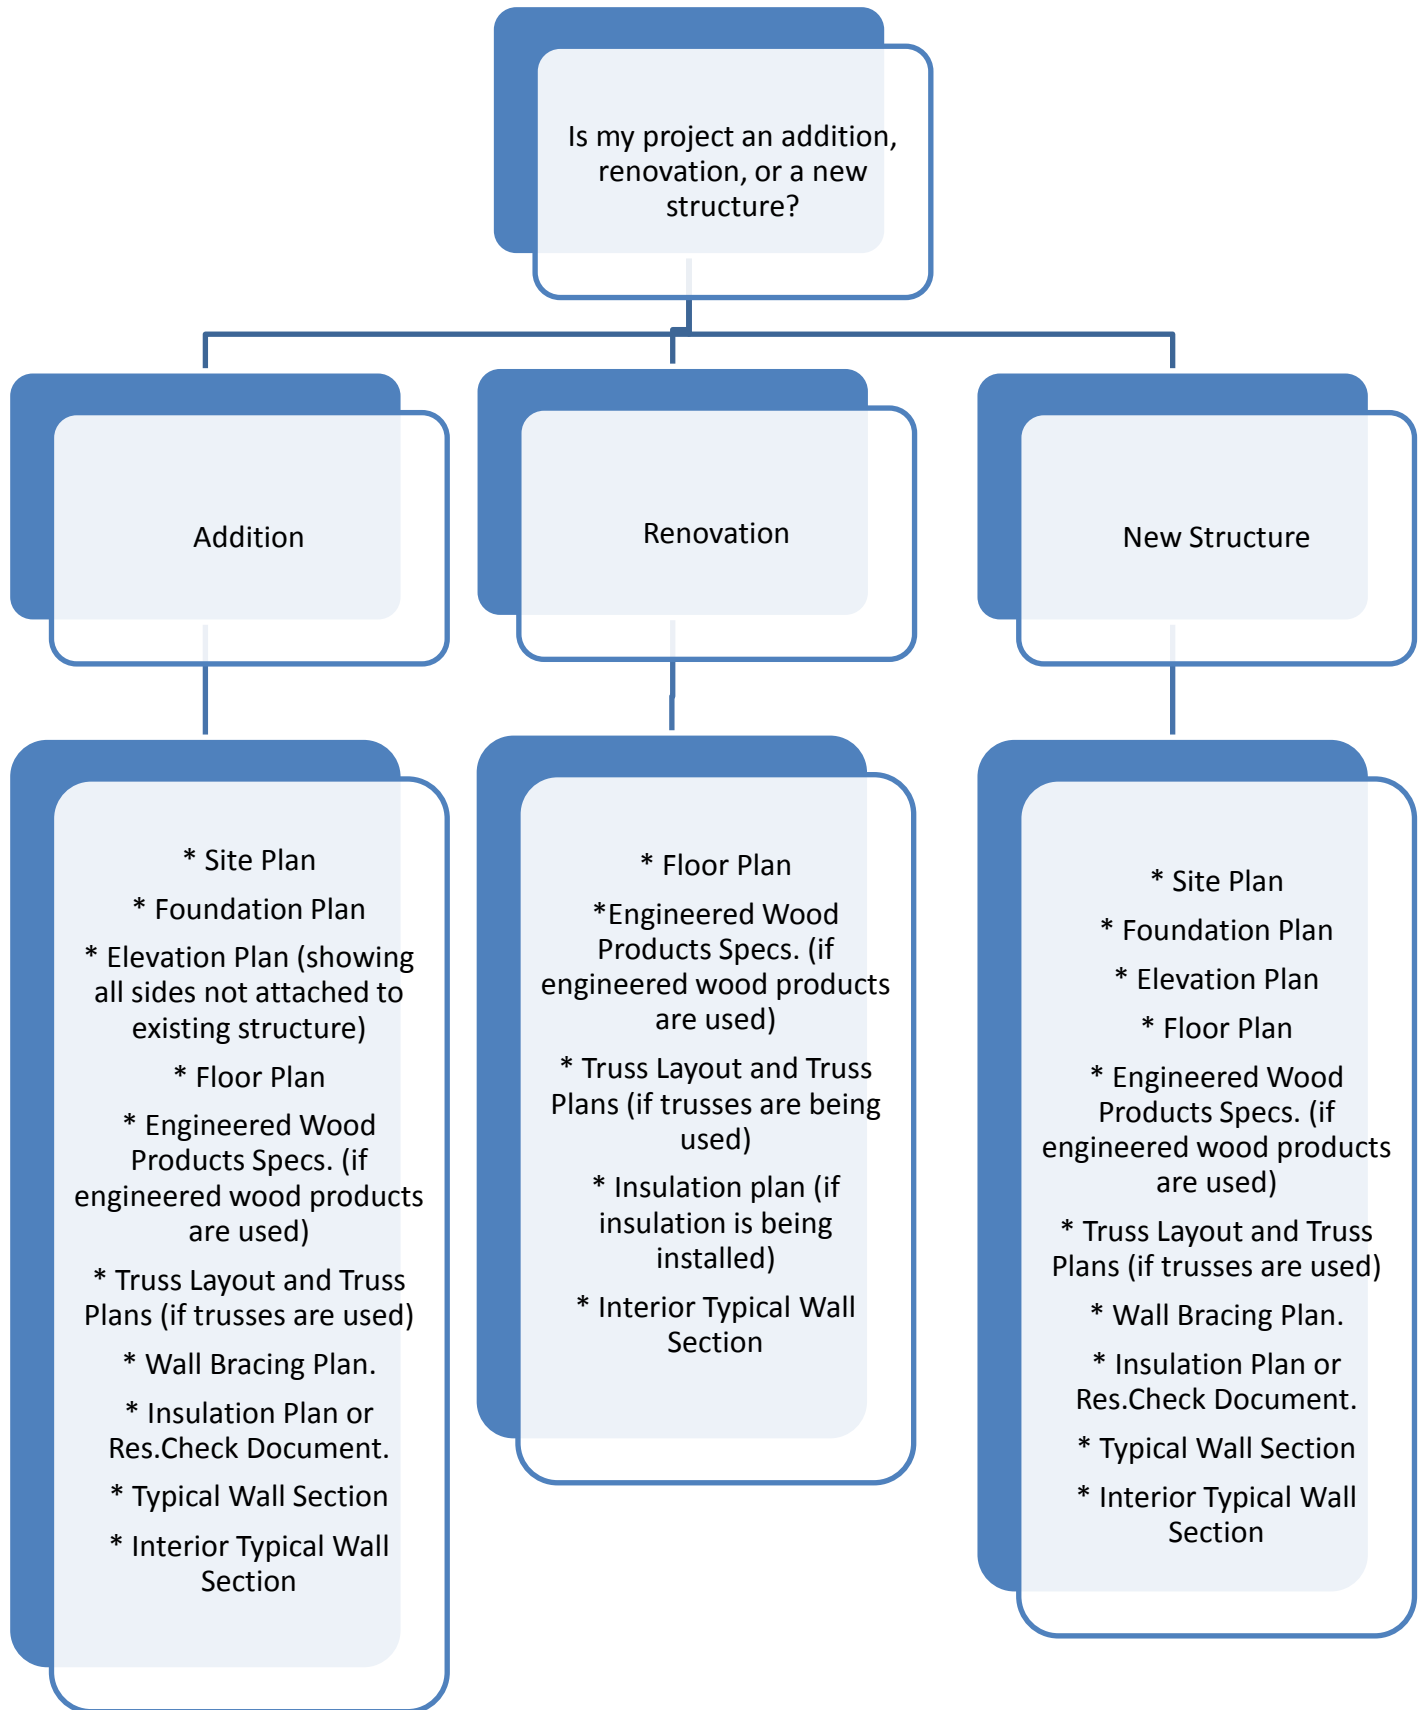 Is my project an addition,
renovation, or a new
structure?
Addition
Renovation
New Structure
* Site Plan
* Foundation Plan
* Elevation Plan (showing
all sides not attached to
existing structure)
* Floor Plan
* Engineered Wood
Products Specs. (if
engineered wood products
are used)
* Truss Layout and Truss
Plans (if trusses are used)
* Wall Bracing Plan.
* Insulation Plan or
Res.Check Document.
* Typical Wall Section
* Interior Typical Wall
Section
* Floor Plan
*Engineered Wood
Products Specs. (if
engineered wood products
are used)
* Truss Layout and Truss
Plans (if trusses are being
used)
* Insulation plan (if
insulation is being
installed)
* Interior Typical Wall
Section
* Site Plan
* Foundation Plan
* Elevation Plan
* Floor Plan
* Engineered Wood
Products Specs. (if
engineered wood products
are used)
* Truss Layout and Truss
Plans (if trusses are used)
* Wall Bracing Plan.
* Insulation Plan or
Res.Check Document.
* Typical Wall Section
* Interior Typical Wall
Section